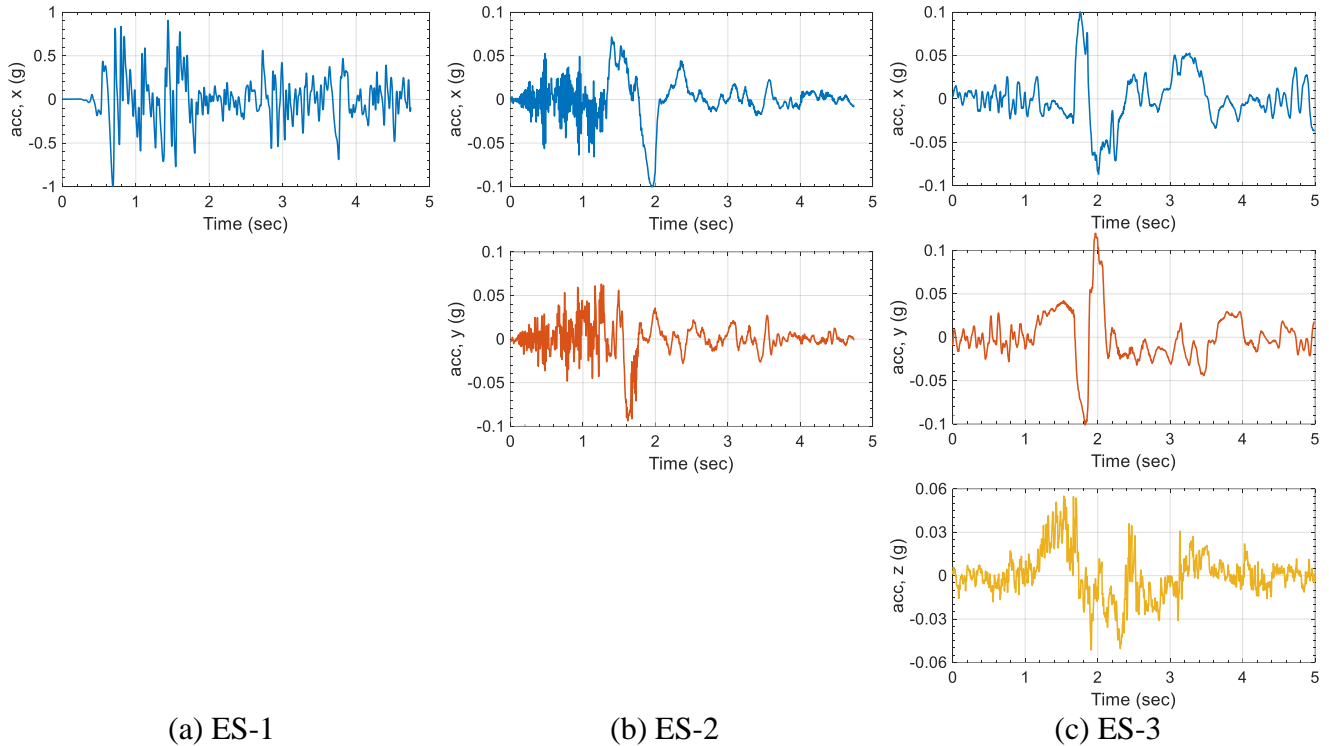 1
0.5
0
-0.5
-1
acc, x (g)
0 1 2 3 4 5
Time (sec)
0.1
0.05
0
-0.05
-0.1
acc, x (g)
0 1 2 3 4 5
Time (sec)
0.1
0.05
0
-0.05
-0.1
acc, x (g)
0 1 2 3 4 5
Time (sec)
0.1
0.05
0
-0.05
-0.1
acc, y (g)
0 1 2 3 4 5
Time (sec)
0.1
0.05
0
-0.05
-0.1
acc, y (g)
0 1 2 3 4 5
Time (sec)
0.06
0.03
0
-0.03
-0.06
acc, z (g)
0 1 2 3 4 5
Time (sec)
(a) ES-1
(b) ES-2
(c) ES-3